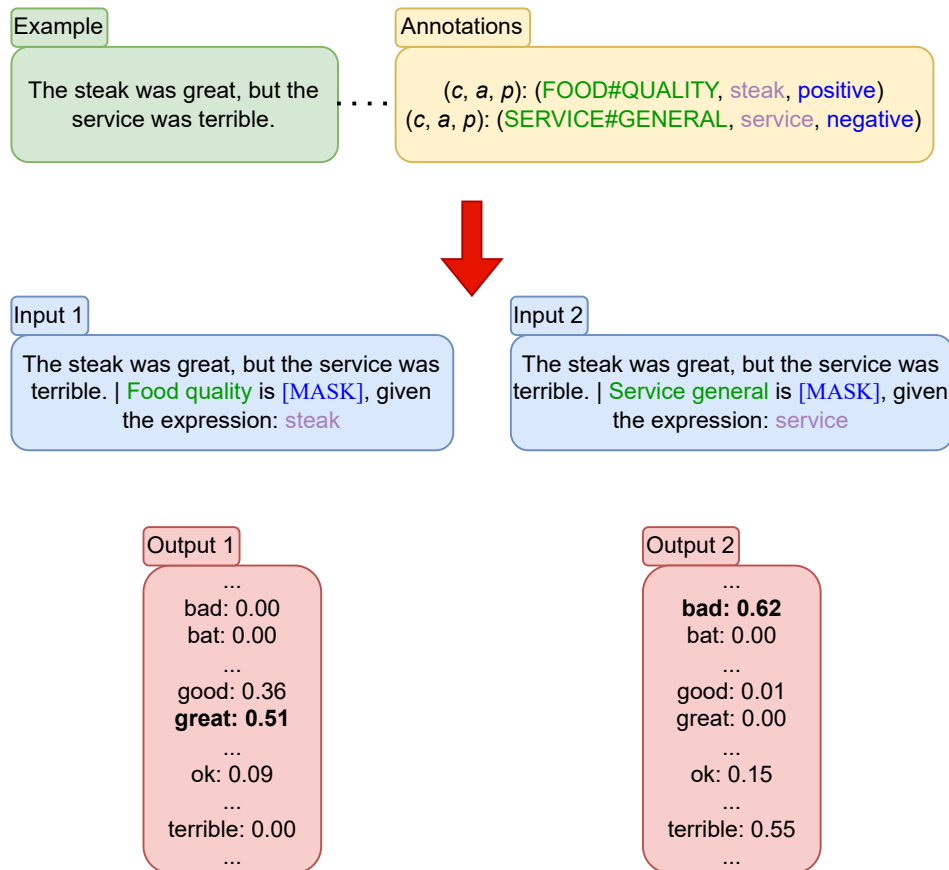 Example
The steak was great, but the
service was terrible.
Annotations
(c, a, p): (FOOD#QUALITY, steak, positive)
(c, a, p): (SERVICE#GENERAL, service, negative)
Input 1
The steak was great, but the service was
terrible. | Food quality is [MASK], given
the expression: steak
Input 2
The steak was great, but the service was
terrible. | Service general is [MASK], given
the expression: service
Output 1
...
bad: 0.00
bat: 0.00
...
good: 0.36
great: 0.51
...
ok: 0.09
...
terrible: 0.00
...
Output 2
...
bad: 0.62
bat: 0.00
...
good: 0.01
great: 0.00
...
ok: 0.15
...
terrible: 0.55
...